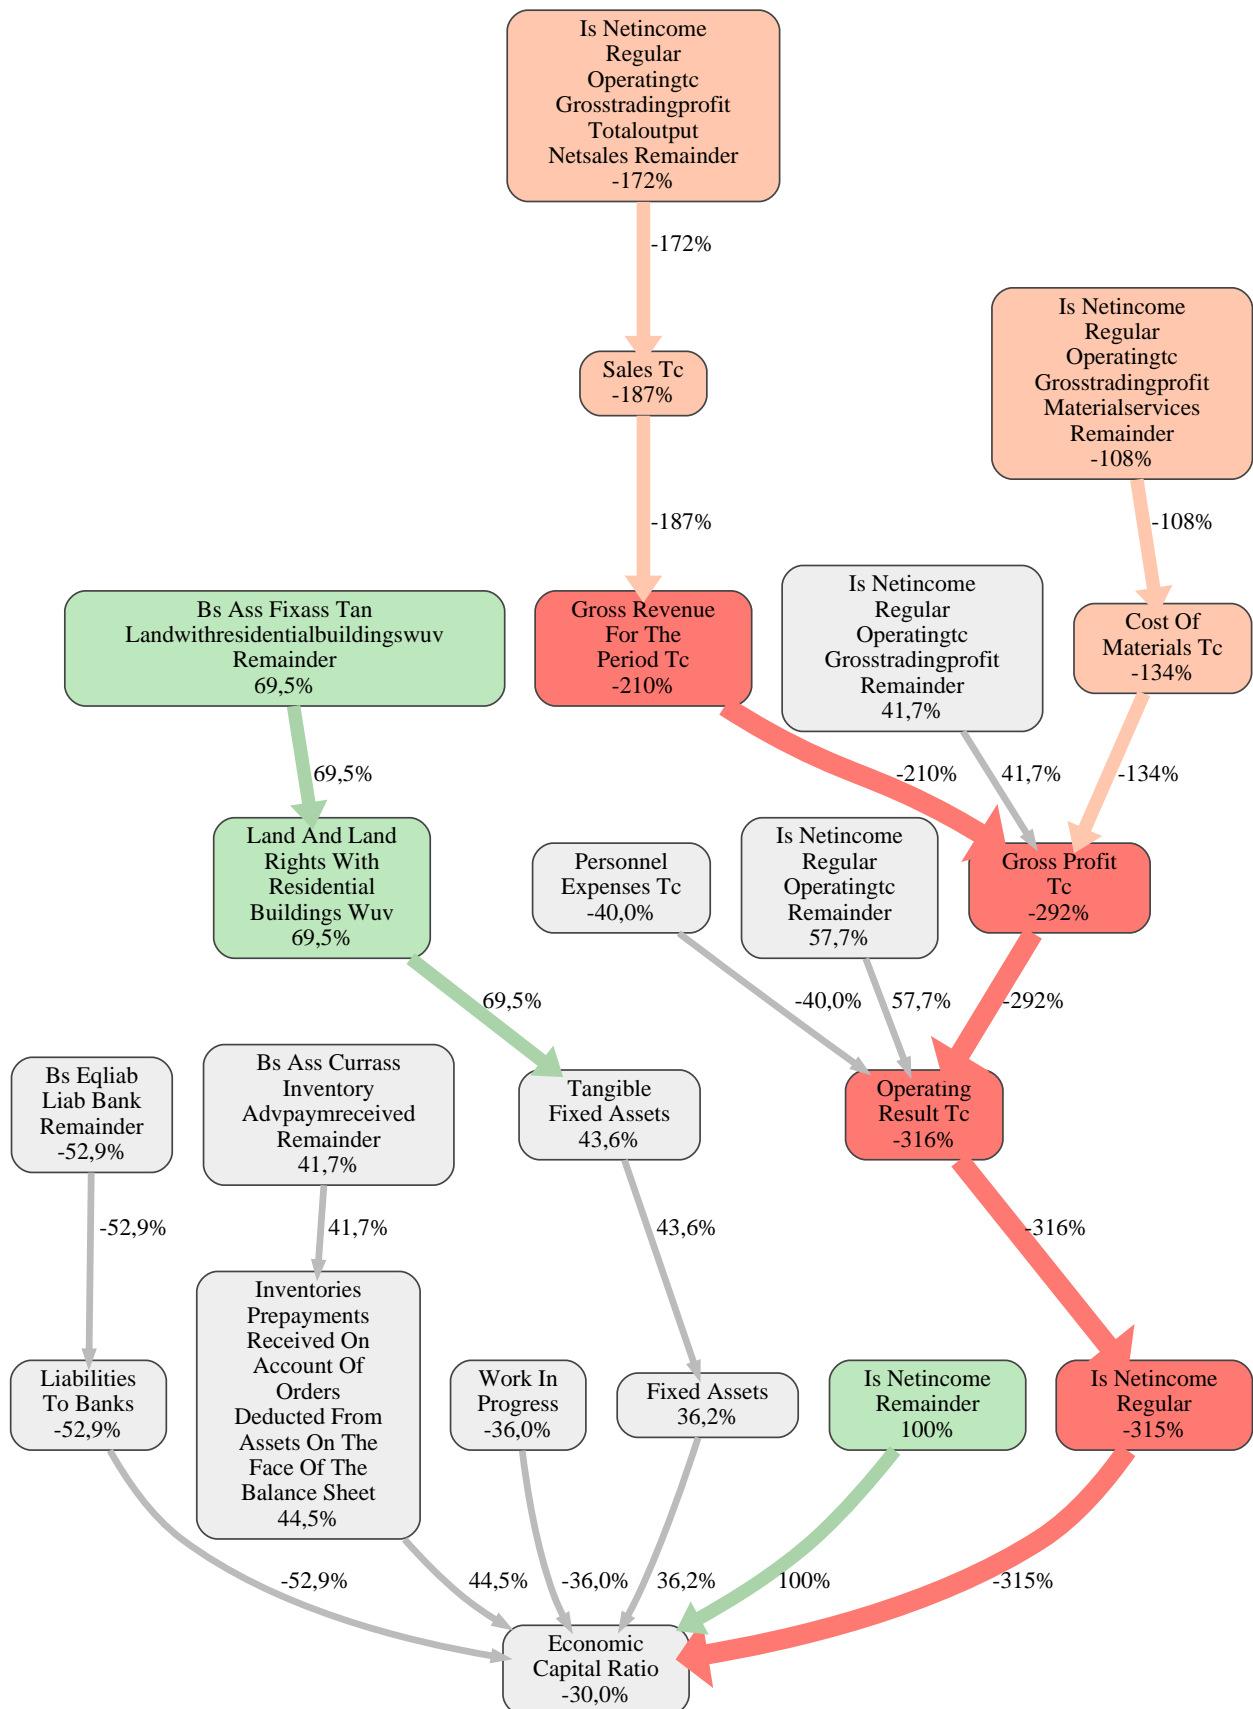 Is Netincome
Regular
Operatingtc
Grosstradingprofit
Totaloutput
Netsales Remainder
-172%
-172%
Is Netincome
Regular
Operatingtc
Grosstradingprofit
Materialservices
Remainder
-108%
Sales Tc
-187%
-187%
-108%
Bs Ass Fixass Tan
Landwithresidentialbuildingswuv
Remainder
69,5%
Gross Revenue
For The
Period Tc
-210%
Is Netincome
Regular
Operatingtc
Grosstradingprofit
Remainder
41,7%
Cost Of
Materials Tc
-134%
69,5%
-210%
41,7%
-134%
Land And Land
Rights With
Residential
Buildings Wuv
69,5%
Personnel
Expenses Tc
-40,0%
Is Netincome
Regular
Operatingtc
Remainder
57,7%
Gross Profit
Tc
-292%
69,5%
-40,0%
57,7%
-292%
Bs Eqliab
Liab Bank
Remainder
-52,9%
Bs Ass Currass
Inventory
Advpaymreceived
Remainder
41,7%
Tangible
Fixed Assets
43,6%
Operating
Result Tc
-316%
-52,9%
41,7%
43,6%
-316%
Liabilities
To Banks
-52,9%
Inventories
Prepayments
Received On
Account Of
Orders
Deducted From
Assets On The
Face Of The
Balance Sheet
44,5%
Work In
Progress
-36,0%
Fixed Assets
36,2%
Is Netincome
Remainder
100%
Is Netincome
Regular
-315%
-52,9%
44,5%
-36,0%
36,2%
100%
-315%
Economic
Capital Ratio
-30,0%